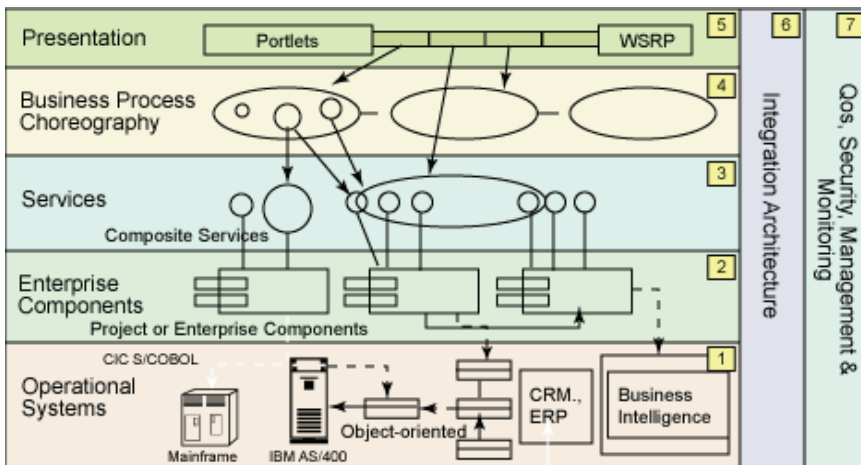 Presentation
Portlets
WSRP
5
Business Process
Choreography
4
Services
Composite Services
3
Enterprise
Components
Project or Enterprise Components
2
CIC S/COBOL
Operational
Systems
Mainframe
IBM AS/400
Object-oriented
CRM.,
ERP
Business
Intelligence
1
6
Integration Architecture
7
Qos, Security, Management &
Monitoring